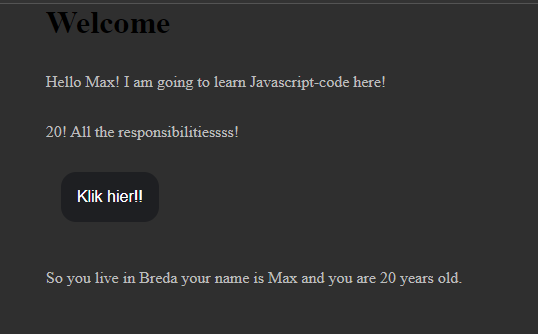 Welcome
Hello Max! I am going to learn Javascript-code here!
20! All the responsibilitiessss!
Klik hier!!
So you live in Breda your name is Max and you are 20 years old.